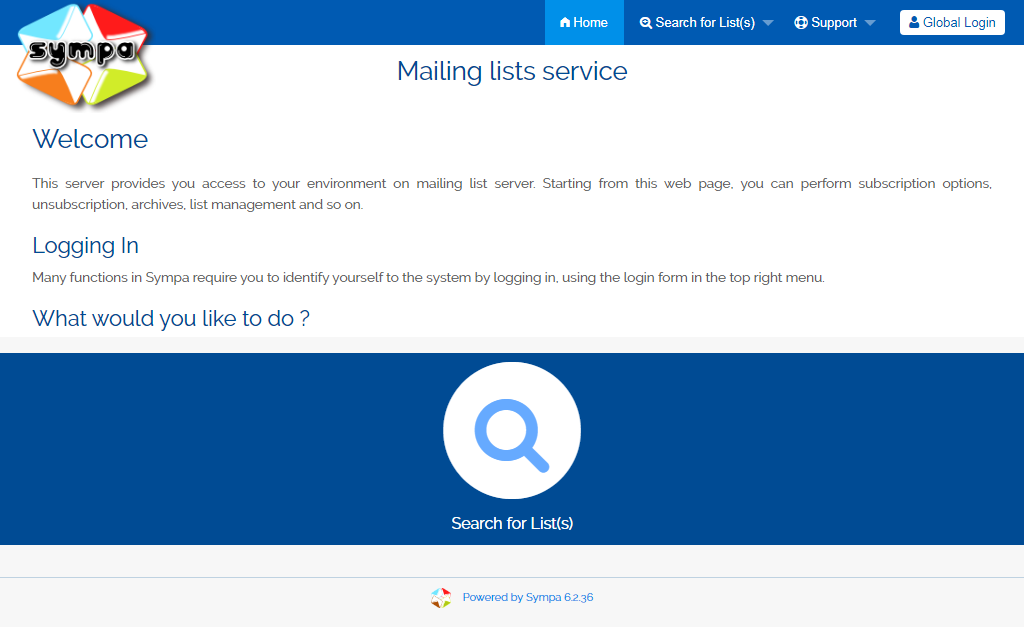 sympa
Home
Search for List(s)
Support
Global Login
Mailing lists service
Welcome
This server provides you access to your environment on mailing list server. Starting from this web page, you can perform subscription options,
unsubscription, archives, list management and so on.
Logging In
Many functions in Sympa require you to identify yourself to the system by logging in, using the login form in the top right menu.
What would you like to do ?
Search for List(s)
Powered by Sympa 6.2.36